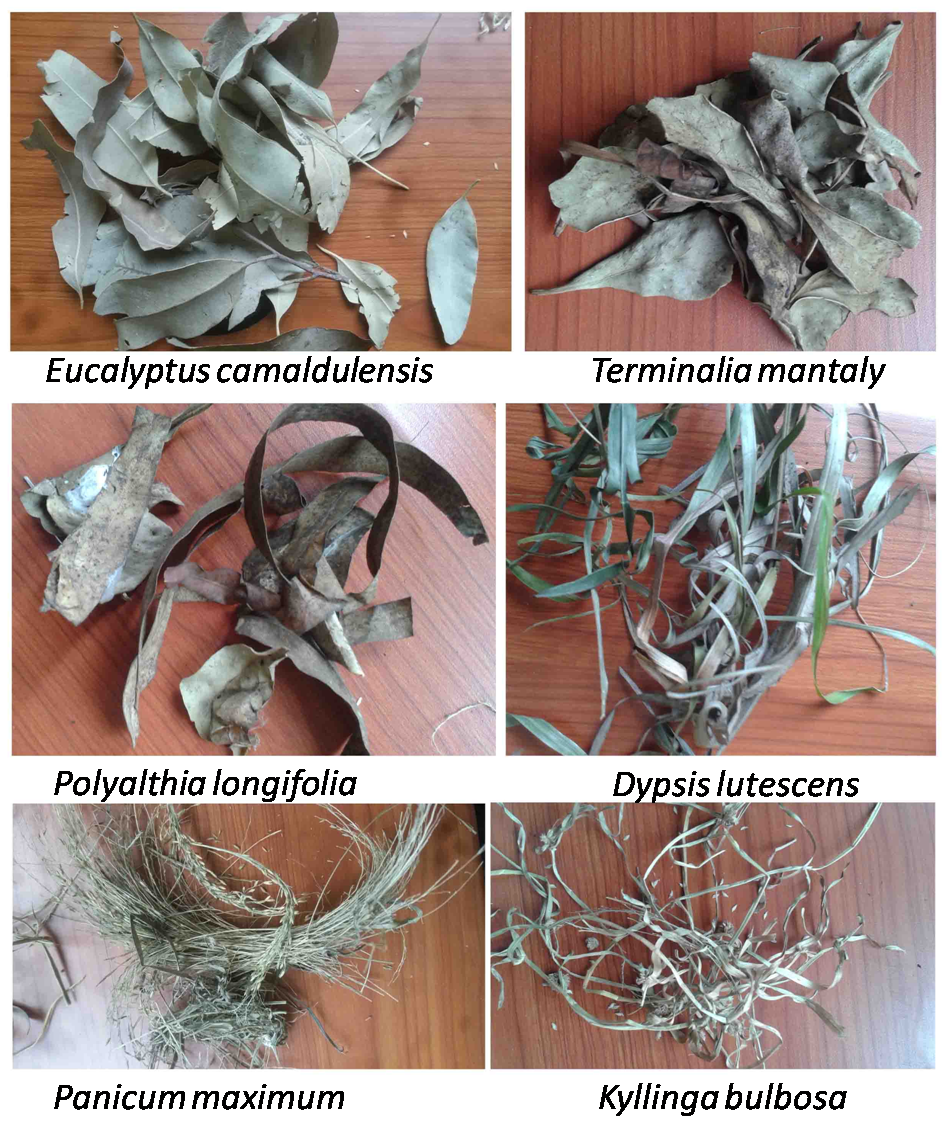 Eucalyptus camaldulensis
Terminalia mantaly
Polyalthia longifolia
Dypsis lutescens
Panicum maximum
Kyllinga bulbosa